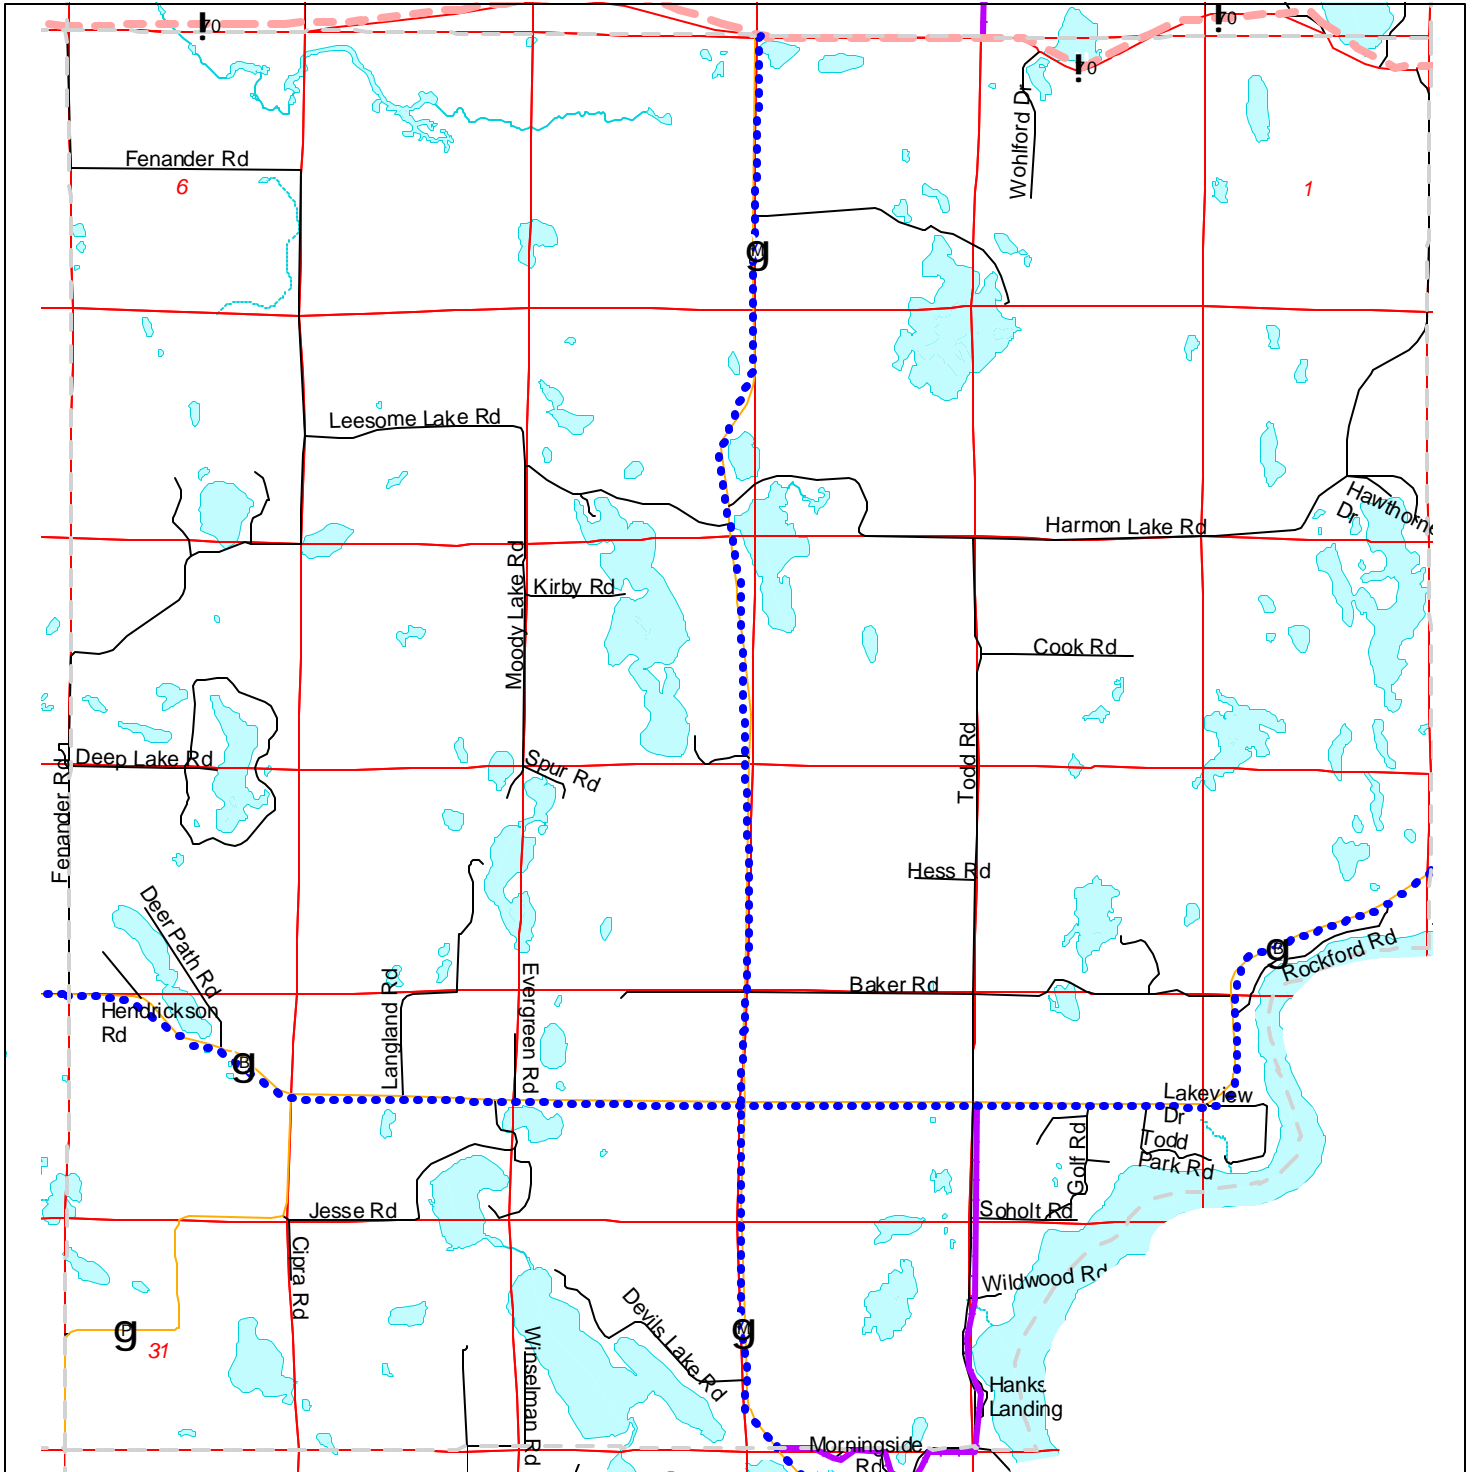 70
70
70
Wohlford Dr
Fenander Rd
6
1
M
Leesome Lake Rd
Hawthorne
Dr
Harmon Lake Rd
Moody Lake Rd
Kirby Rd
Cook Rd
Todd Rd
Deep Lake Rd
Fenander Rd
Spur Rd
Hess Rd
Deer Path Rd
B
Rockford Rd
Baker Rd
Hendrickson
Rd
Langland Rd
Evergreen Rd
B
Lakeview
Dr
Todd
Park Rd
Golf Rd
Jesse Rd
Soholt Rd
Cipra Rd
Wildwood Rd
Devils Lake Rd
M
P
31
Winselman Rd
Hanks
Landing
Morningside
Rd